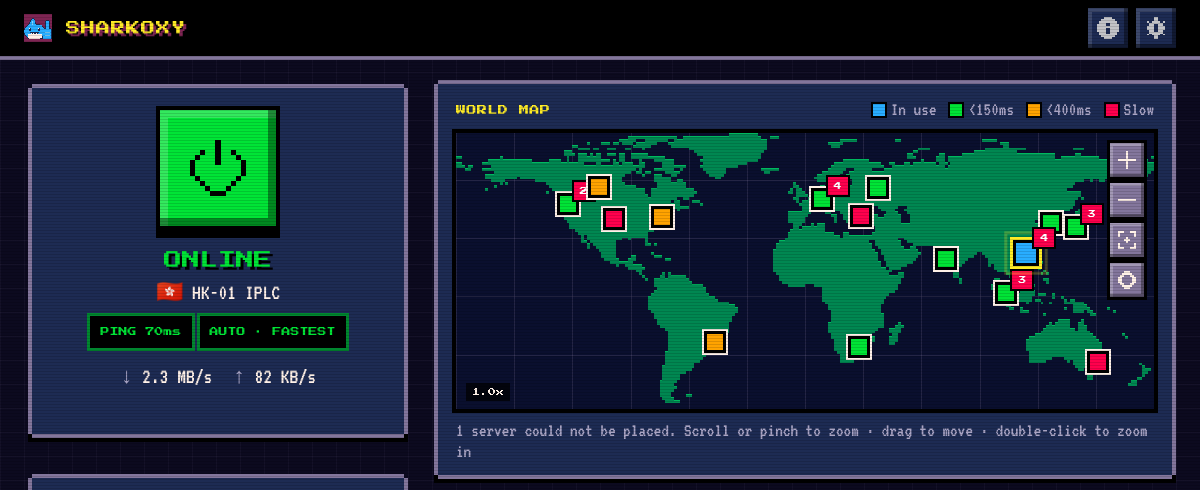 SHARKOXY
ONLINE
HK-01 IPLC
PING 70ms
AUTO · FASTEST
↓ 2.3 MB/s ↑ 82 KB/s
WORLD MAP
In use
<150ms
<400ms
Slow
2
4
3
4
3
+
−
1.0x
1 server could not be placed. Scroll or pinch to zoom · drag to move · double-click to zoom
in